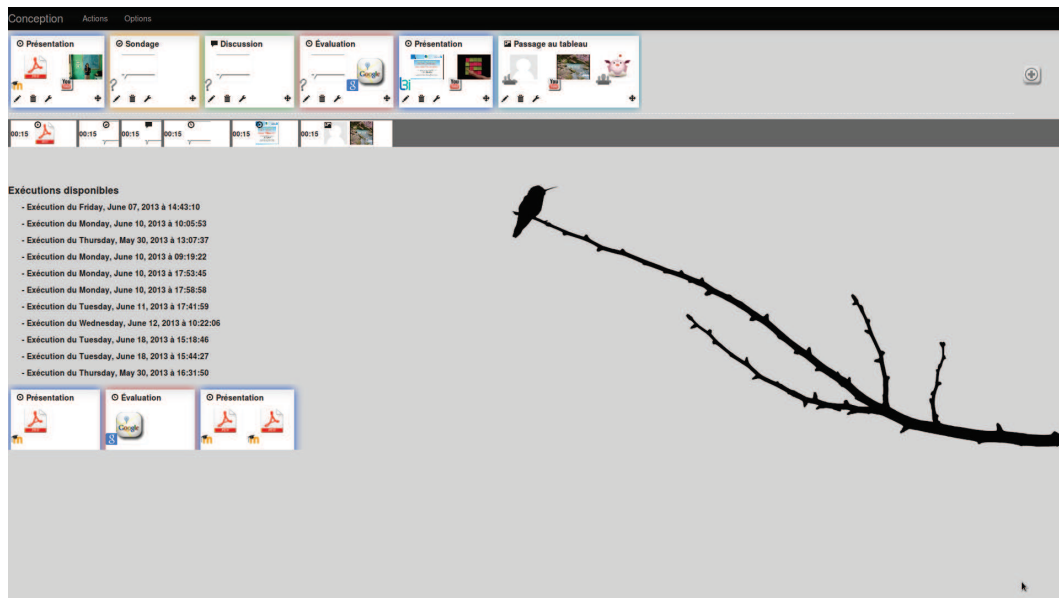 Conception Actions Options
Présentation Sondage Discussion Évaluation Présentation Passage au tableau
00:15 00:15 00:15 00:15 00:15 00:15
Exécutions disponibles
- Exécution du Friday, June 07, 2013 à 14:43:10
- Exécution du Monday, June 10, 2013 à 10:05:53
- Exécution du Thursday, May 30, 2013 à 13:07:37
- Exécution du Monday, June 10, 2013 à 09:19:22
- Exécution du Monday, June 10, 2013 à 17:53:45
- Exécution du Monday, June 10, 2013 à 17:58:58
- Exécution du Tuesday, June 11, 2013 à 17:41:59
- Exécution du Wednesday, June 12, 2013 à 10:22:06
- Exécution du Tuesday, June 18, 2013 à 15:18:46
- Exécution du Tuesday, June 18, 2013 à 15:44:27
- Exécution du Thursday, May 30, 2013 à 16:31:50
Présentation Évaluation Présentation
Google